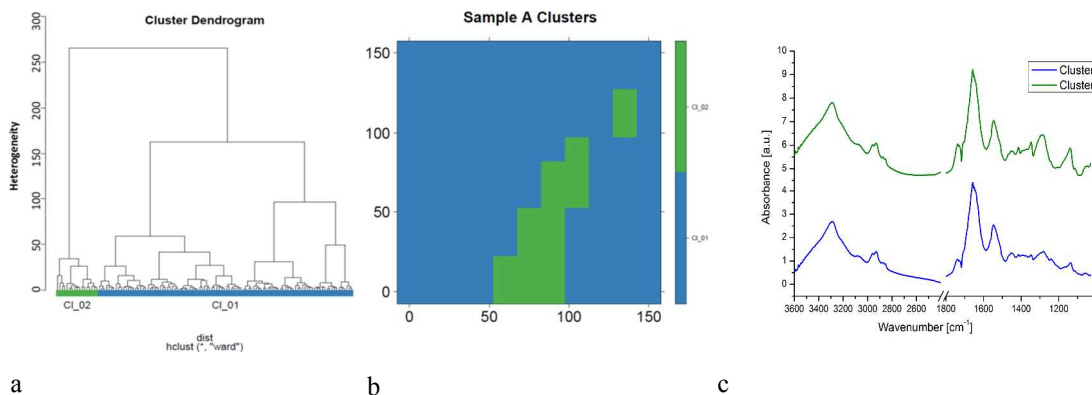 Cluster Dendrogram
Heterogeneity
300
250
200
150
100
50
0
Cl_02
Cl_01
dist
hclust (*, "ward")
a
Sample A Clusters
150
100
50
0
0
50
100
150
Cl_02
Cl_01
b
Absorbance [a.u.]
10
9
8
7
6
5
4
3
2
1
0
Cluster
Cluster
3600
3400
3200
3000
2800
2600
1800
1600
1400
1200
Wavenumber [cm⁻¹]
c